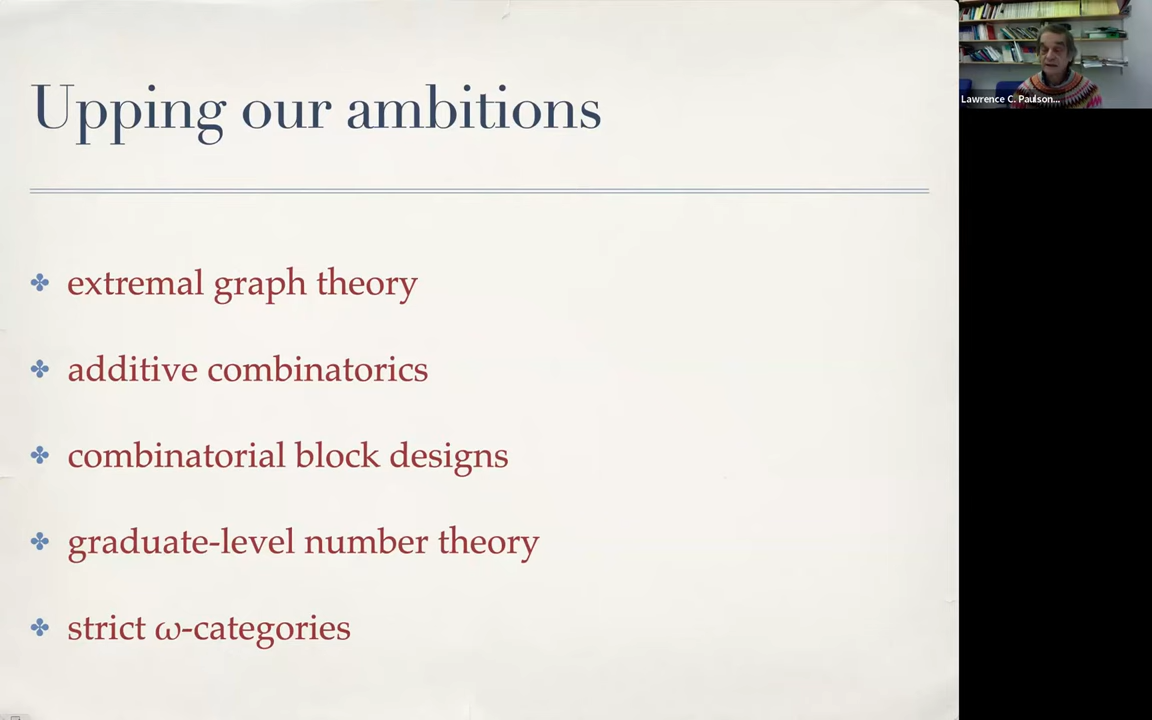 Upping our ambitions
extremal graph theory
additive combinatorics
combinatorial block designs
graduate-level number theory
strict ω-categories
Lawrence C. Paulson...